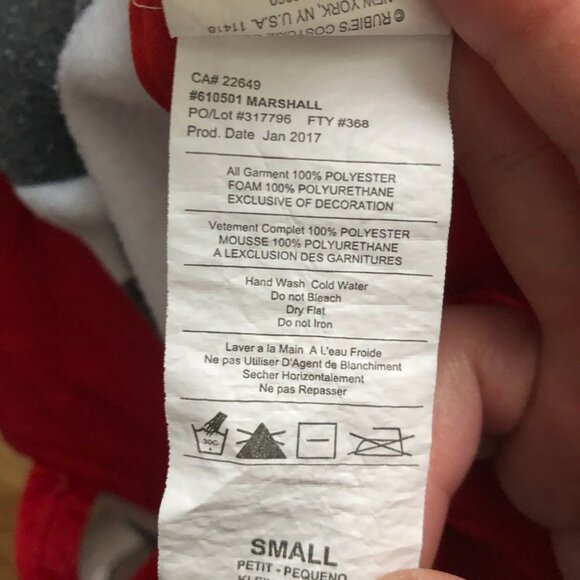 © RUBIE'S COSTUME
NEW YORK, NY U.S.A. 11418
CA# 22649
#610501 MARSHALL
PO/Lot #317796 FTY #368
Prod. Date Jan 2017
All Garment 100% POLYESTER
FOAM 100% POLYURETHANE
EXCLUSIVE OF DECORATION
Vetement Complet 100% POLYESTER
MOUSSE 100% POLYURETHANE
A LEXCLUSION DES GARNITURES
Hand Wash Cold Water
Do not Bleach
Dry Flat
Do not Iron
Laver a la Main A L'eau Froide
Ne pas Utiliser D'Agent de Blanchiment
Secher Horizontalement
Ne pas Repasser
30C
SMALL
PETIT - PEQUENO